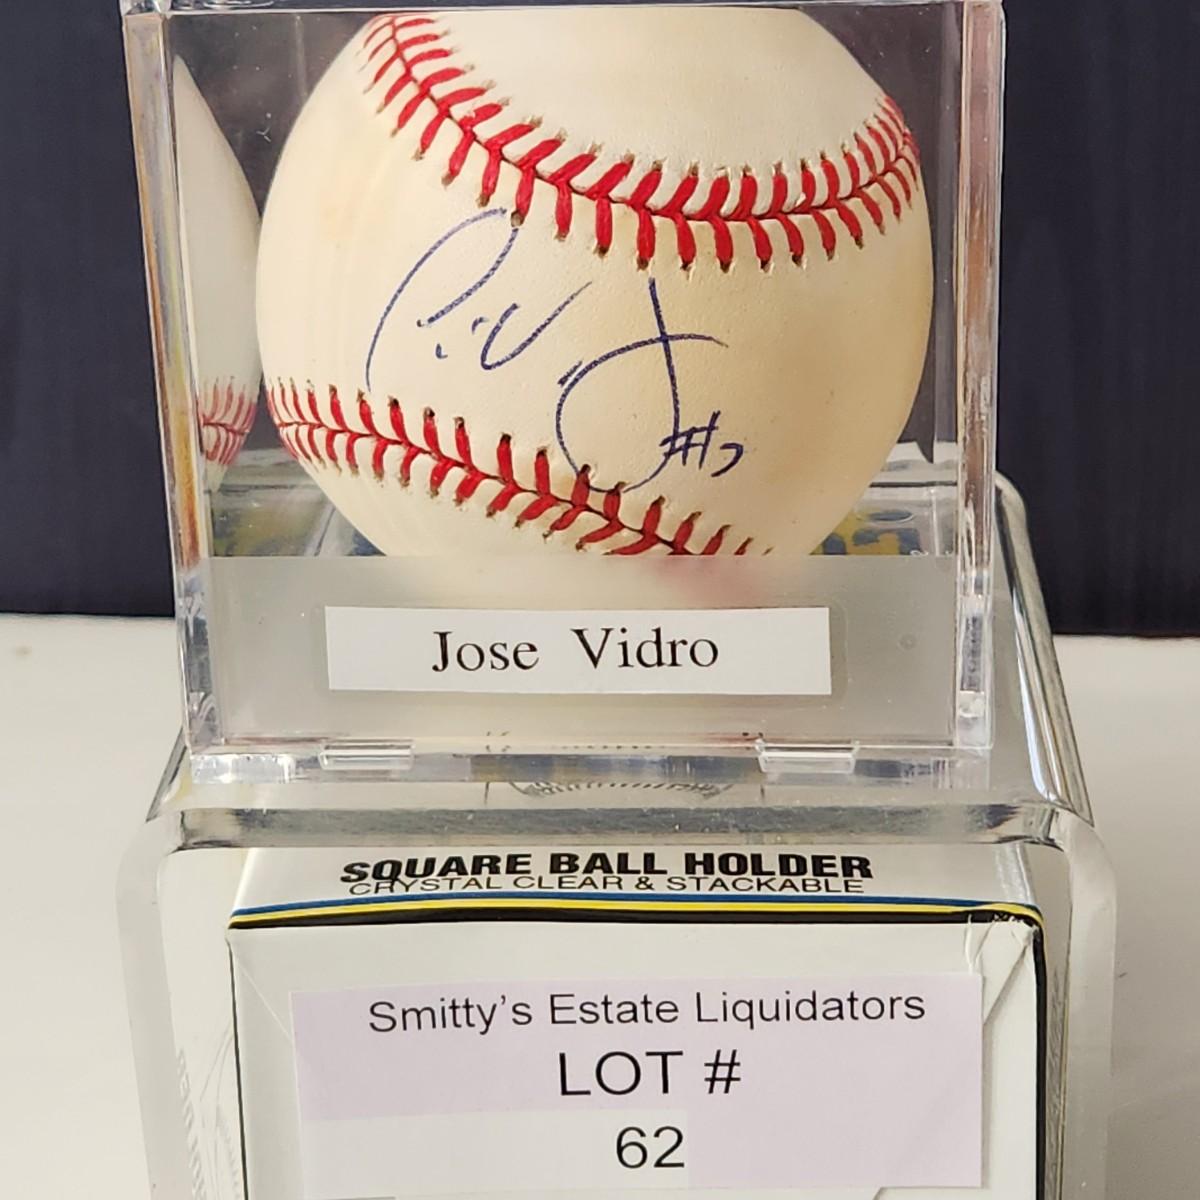 Jose Vidro
SQUARE BALL HOLDER
CRYSTAL CLEAR & STACKABLE
Smitty's Estate Liquidators
LOT #
62